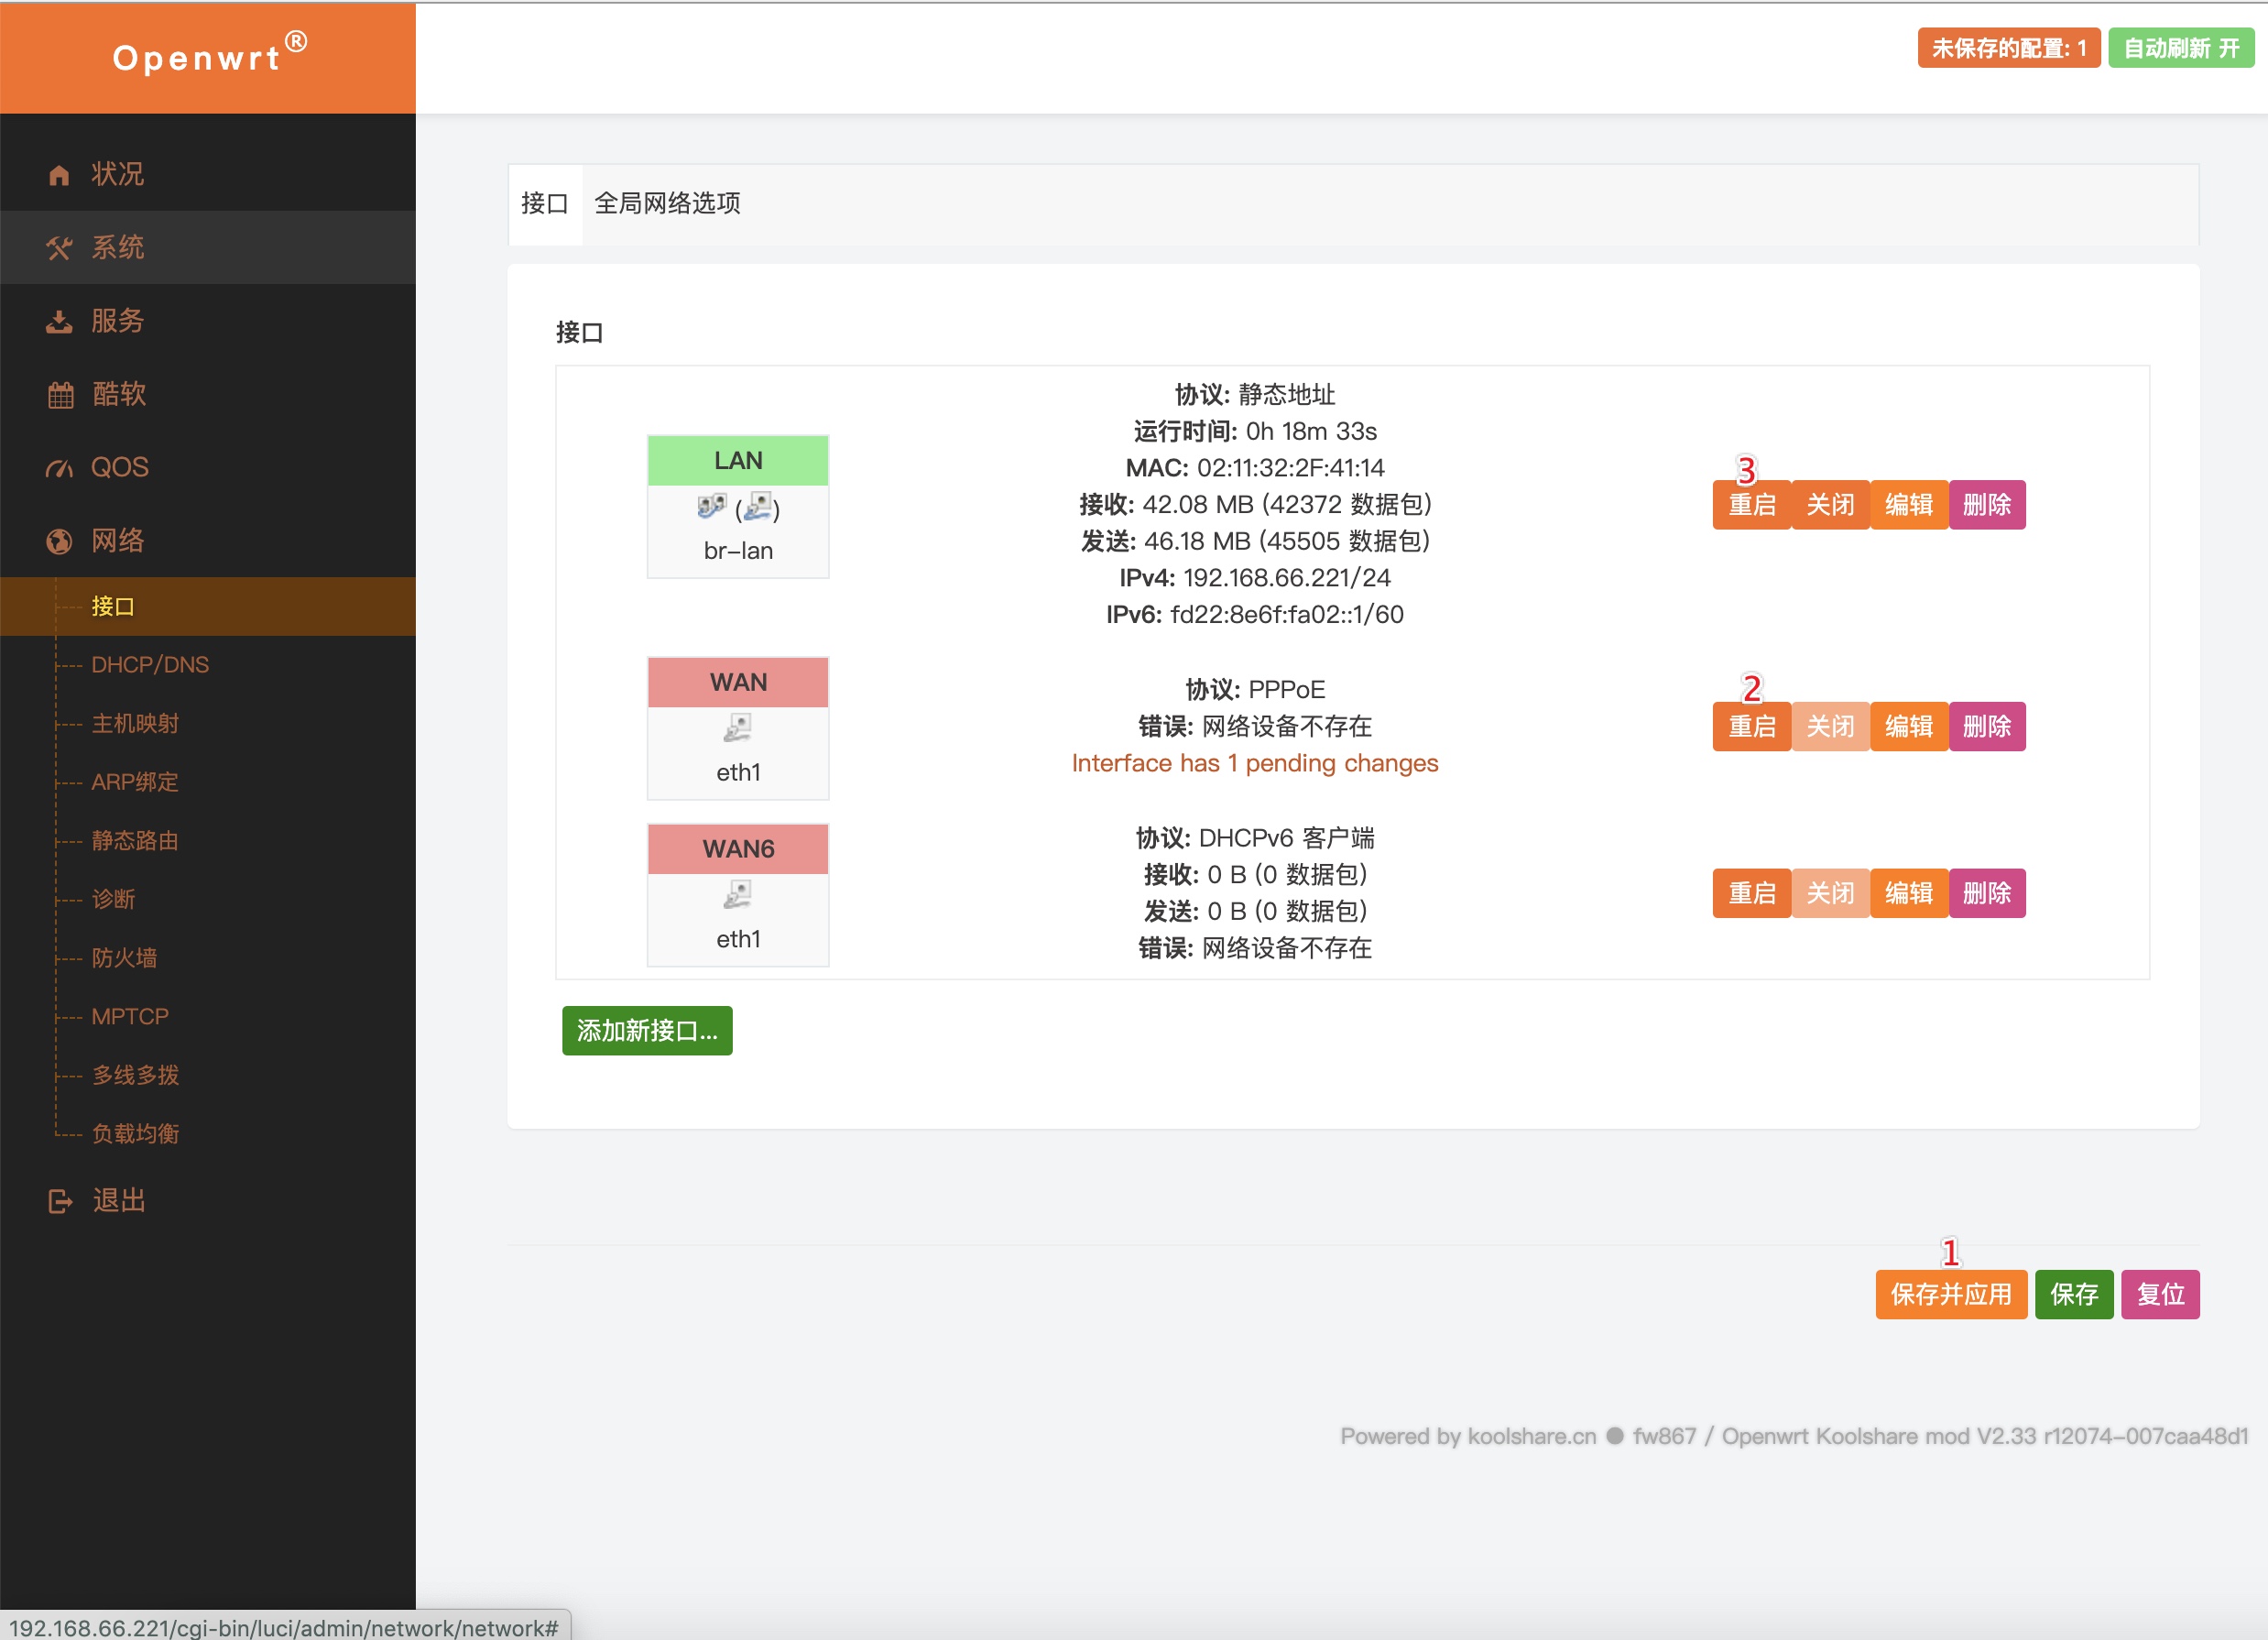 Openwrt®
未保存的配置: 1 自动刷新 开
状况
系统
服务
酷软
QOS
网络
接口
DHCP/DNS
主机映射
ARP绑定
静态路由
诊断
防火墙
MPTCP
多线多拨
负载均衡
退出
接口 全局网络选项
接口
LAN
( )
br-lan
协议: 静态地址
运行时间: 0h 18m 33s
MAC: 02:11:32:2F:41:14
接收: 42.08 MB (42372 数据包)
发送: 46.18 MB (45505 数据包)
IPv4: 192.168.66.221/24
IPv6: fd22:8e6f:fa02::1/60
3
重启 关闭 编辑 删除
WAN
eth1
协议: PPPoE
错误: 网络设备不存在
Interface has 1 pending changes
2
重启 关闭 编辑 删除
WAN6
eth1
协议: DHCPv6 客户端
接收: 0 B (0 数据包)
发送: 0 B (0 数据包)
错误: 网络设备不存在
重启 关闭 编辑 删除
添加新接口...
1
保存并应用 保存 复位
Powered by koolshare.cn ● fw867 / Openwrt Koolshare mod V2.33 r12074-007caa48d1
192.168.66.221/cgi-bin/luci/admin/network/network#